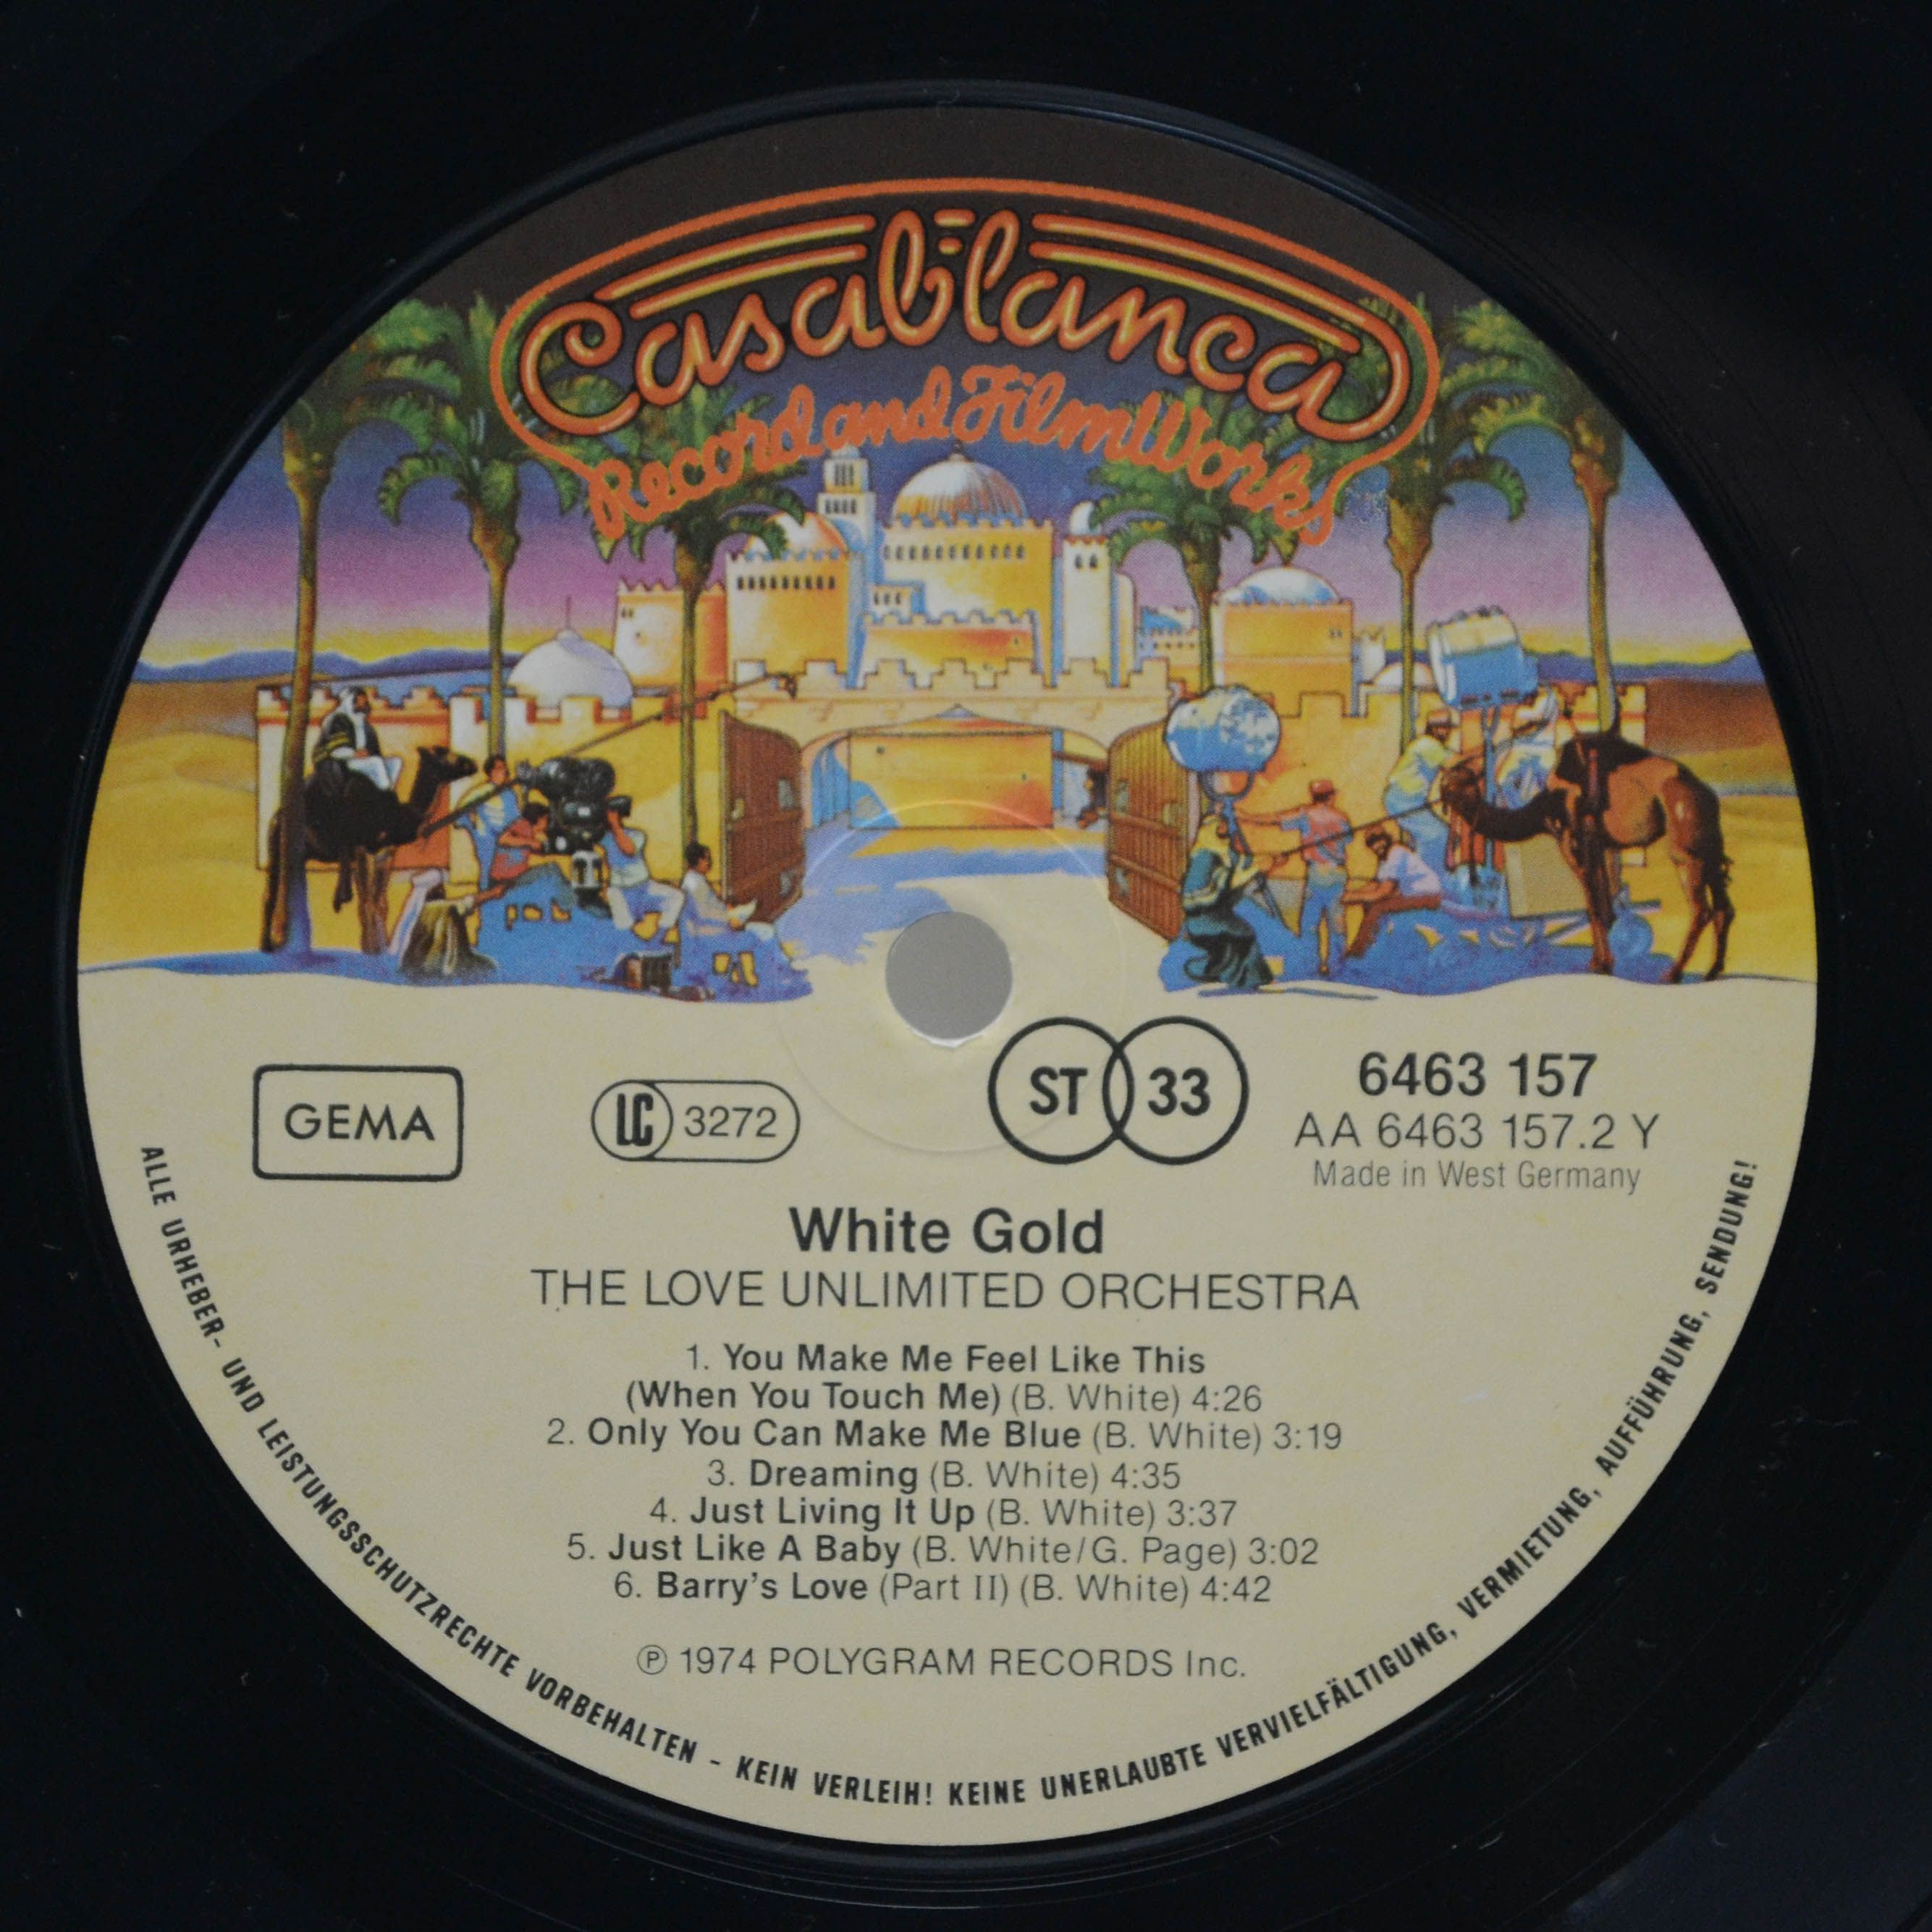 Casablanca
Record and FilmWorks
GEMA
LC 3272
ST 33
6463 157
AA 6463 157.2 Y
Made in West Germany
White Gold
THE LOVE UNLIMITED ORCHESTRA
1. You Make Me Feel Like This
(When You Touch Me) (B. White) 4:26
2. Only You Can Make Me Blue (B. White) 3:19
3. Dreaming (B. White) 4:35
4. Just Living It Up (B. White) 3:37
5. Just Like A Baby (B. White/G. Page) 3:02
6. Barry's Love (Part II) (B. White) 4:42
℗ 1974 POLYGRAM RECORDS Inc.
ALLE URHEBER- UND LEISTUNGSSCHUTZRECHTE VORBEHALTEN - KEIN VERLEIH! KEINE UNERLAUBTE VERVIELFÄLTIGUNG, VERMIETUNG, AUFFÜHRUNG, SENDUNG!